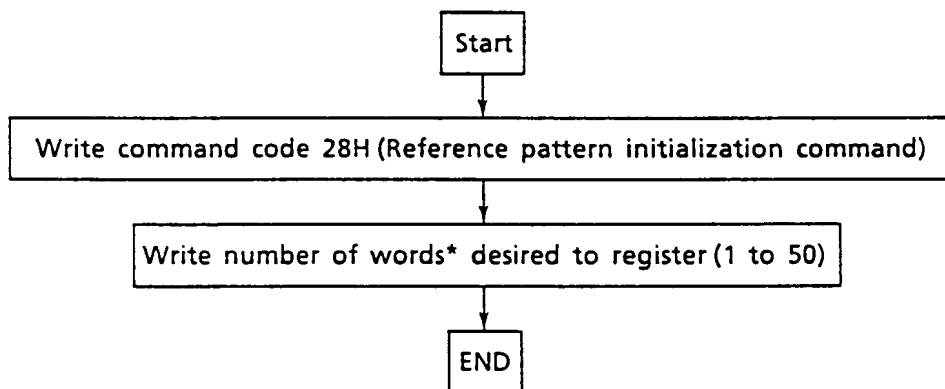 Start
Write command code 28H (Reference pattern initialization command)
Write number of words* desired to register (1 to 50)
END